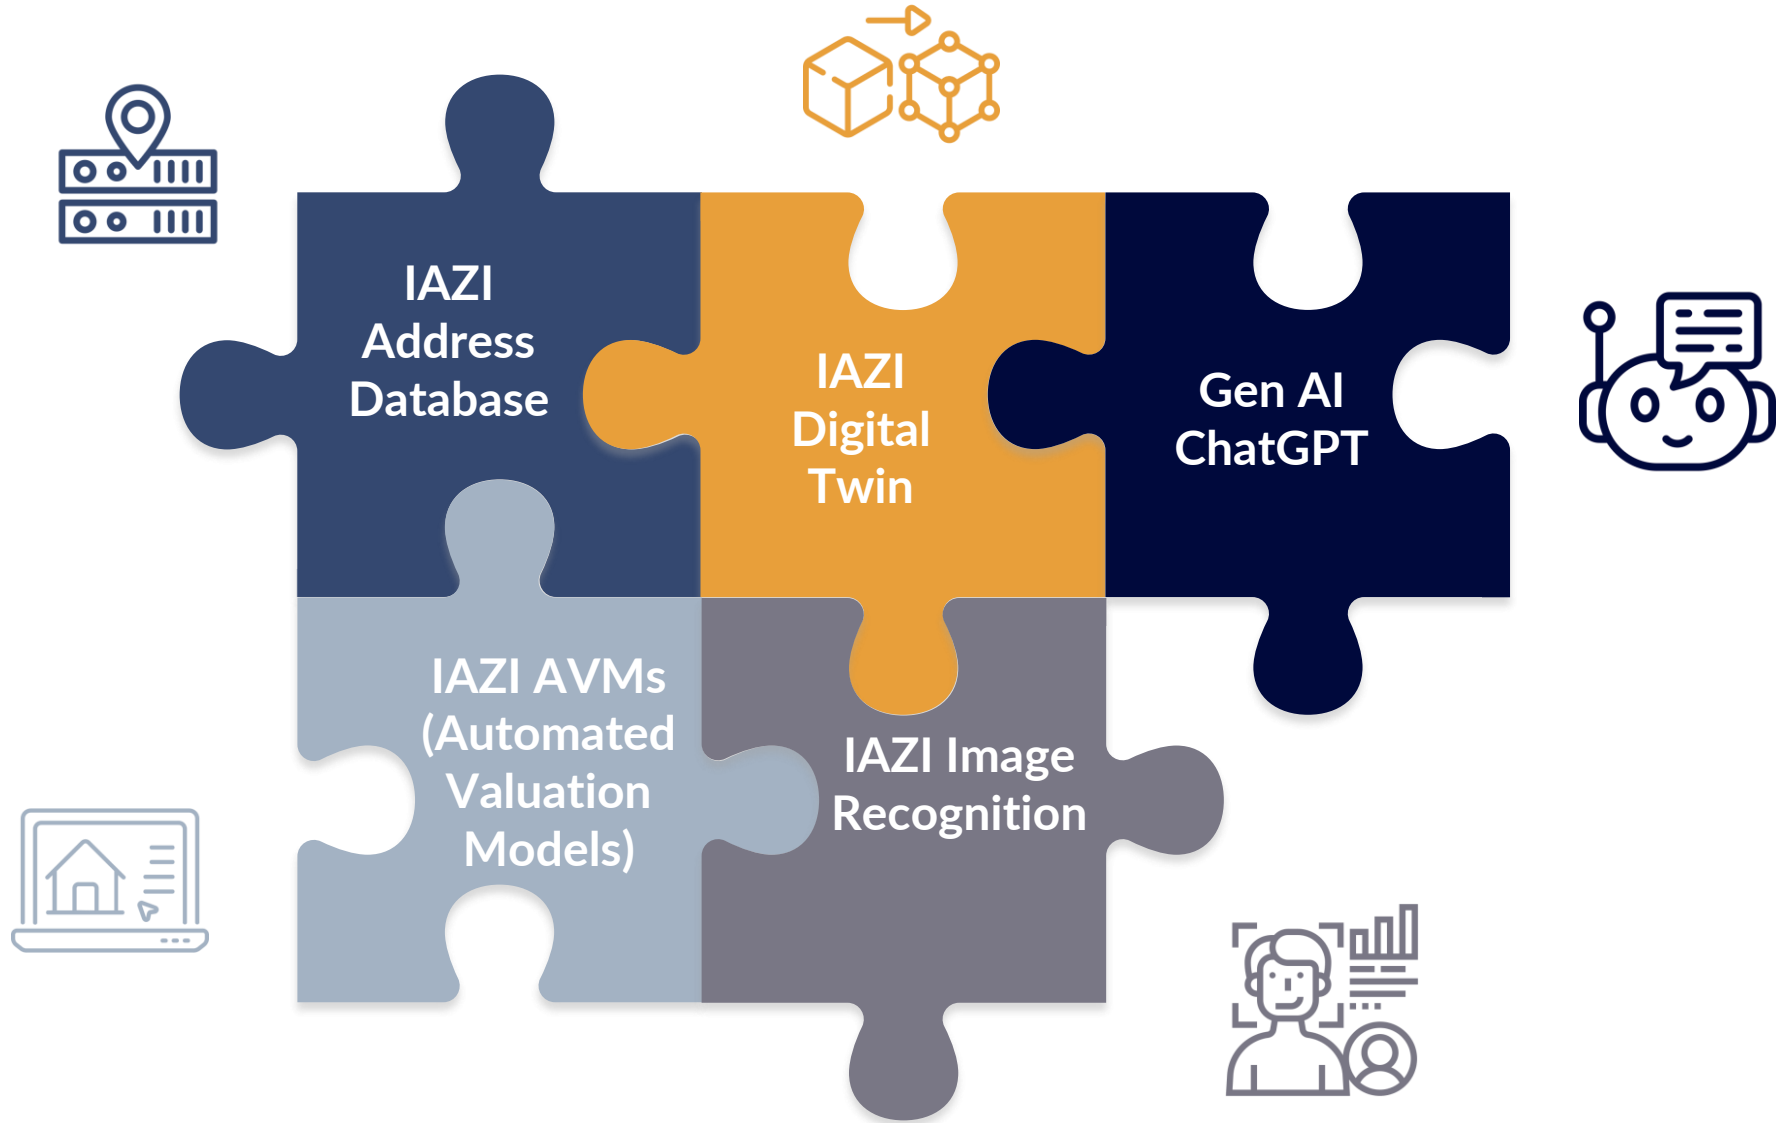 IAZI
Address
Database
IAZI
Digital
Twin
Gen AI
ChatGPT
IAZI AVMs
(Automated
Valuation
Models)
IAZI Image
Recognition